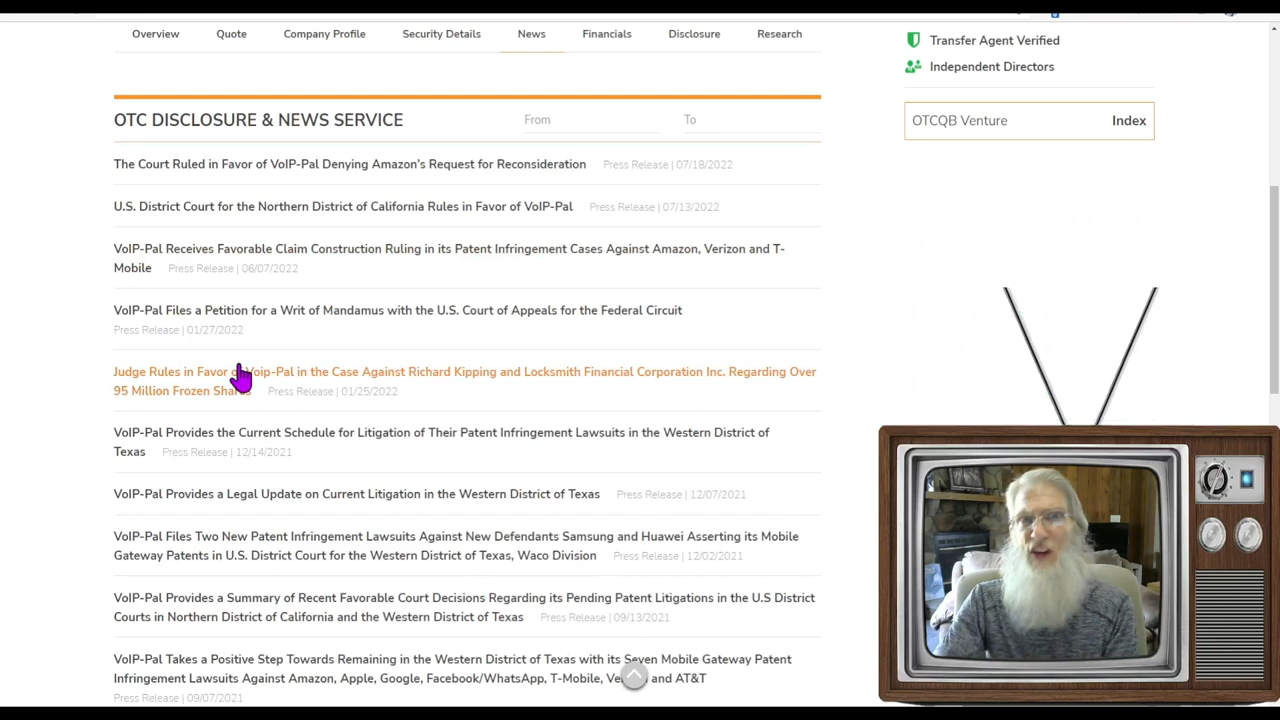 Overview Quote Company Profile Security Details News Financials Disclosure Research
Transfer Agent Verified
Independent Directors
OTCQB Venture Index
OTC DISCLOSURE & NEWS SERVICE From To
The Court Ruled in Favor of VoIP-Pal Denying Amazon's Request for Reconsideration Press Release | 07/18/2022
U.S. District Court for the Northern District of California Rules in Favor of VoIP-Pal Press Release | 07/13/2022
VoIP-Pal Receives Favorable Claim Construction Ruling in its Patent Infringement Cases Against Amazon, Verizon and T-
Mobile Press Release | 06/07/2022
VoIP-Pal Files a Petition for a Writ of Mandamus with the U.S. Court of Appeals for the Federal Circuit
Press Release | 01/27/2022
Judge Rules in Favor of Voip-Pal in the Case Against Richard Kipping and Locksmith Financial Corporation Inc. Regarding Over
95 Million Frozen Shares Press Release | 01/25/2022
VoIP-Pal Provides the Current Schedule for Litigation of Their Patent Infringement Lawsuits in the Western District of
Texas Press Release | 12/14/2021
VoIP-Pal Provides a Legal Update on Current Litigation in the Western District of Texas Press Release | 12/07/2021
VoIP-Pal Files Two New Patent Infringement Lawsuits Against New Defendants Samsung and Huawei Asserting its Mobile
Gateway Patents in U.S. District Court for the Western District of Texas, Waco Division Press Release | 12/02/2021
VoIP-Pal Provides a Summary of Recent Favorable Court Decisions Regarding its Pending Patent Litigations in the U.S District
Courts in Northern District of California and the Western District of Texas Press Release | 09/13/2021
VoIP-Pal Takes a Positive Step Towards Remaining in the Western District of Texas with its Seven Mobile Gateway Patent
Infringement Lawsuits Against Amazon, Apple, Google, Facebook/WhatsApp, T-Mobile, Verizon and AT&T
Press Release | 09/07/2021